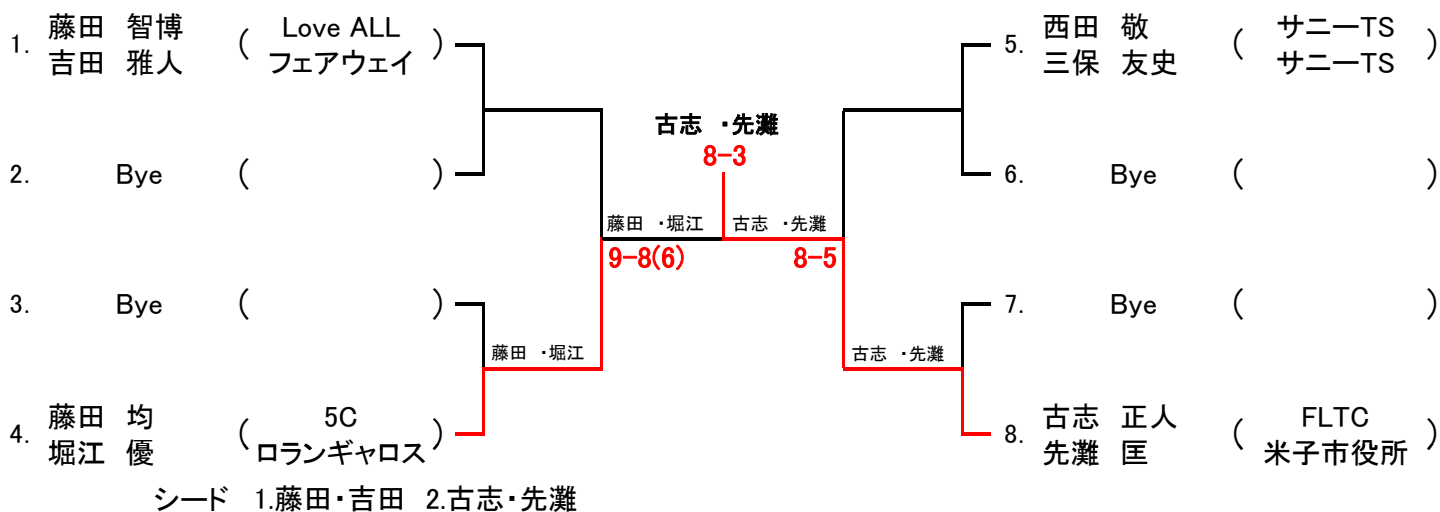 1. 藤田 智博 ( Love ALL )
吉田 雅人 フェアウェイ
2. Bye ( )
3. Bye ( )
藤田 ・堀江
4. 藤田 均 ( 5C )
堀江 優 ロランギャロス
古志 ・先灘
8-3
藤田 ・堀江 古志 ・先灘
9-8(6) 8-5
5. 西田 敬 ( サニーTS )
三保 友史 サニーTS
6. Bye ( )
7. Bye ( )
古志 ・先灘
8. 古志 正人 ( FLTC )
先灘 匡 米子市役所
シード 1.藤田・吉田 2.古志・先灘